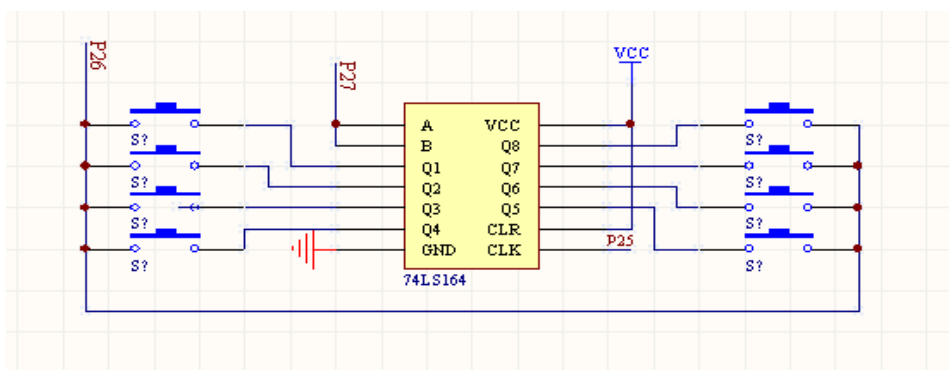 P26
P27
VCC
S?
S?
S?
S?
A
B
Q1
Q2
Q3
Q4
GND
VCC
Q8
Q7
Q6
Q5
CLR
CLK
74LS164
P25
S?
S?
S?
S?